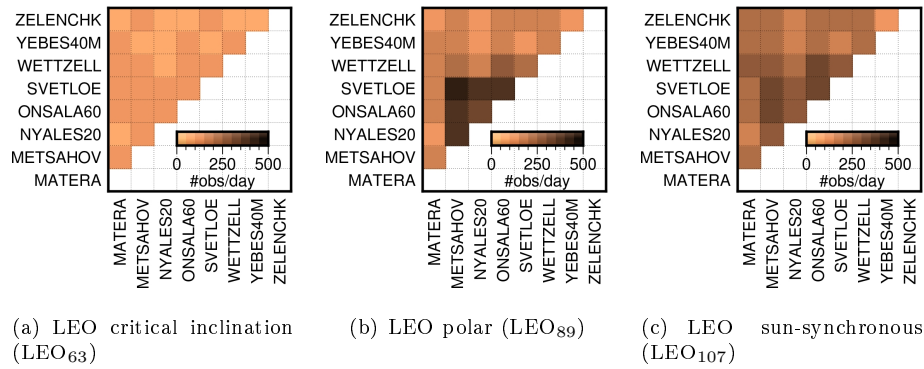 ZELENCHK
YEBES40M
WETTZELL
SVETLOE
ONSALA60
NYALES20
METSAHOV
MATERA
0 250 500
#obs/day
MATERA
METSAHOV
NYALES20
ONSALA60
SVETLOE
WETTZELL
YEBES40M
ZELENCHK
(a) LEO critical inclination
(LEO63)
ZELENCHK
YEBES40M
WETTZELL
SVETLOE
ONSALA60
NYALES20
METSAHOV
MATERA
0 250 500
#obs/day
MATERA
METSAHOV
NYALES20
ONSALA60
SVETLOE
WETTZELL
YEBES40M
ZELENCHK
(b) LEO polar (LEO89)
ZELENCHK
YEBES40M
WETTZELL
SVETLOE
ONSALA60
NYALES20
METSAHOV
MATERA
0 250 500
#obs/day
MATERA
METSAHOV
NYALES20
ONSALA60
SVETLOE
WETTZELL
YEBES40M
ZELENCHK
(c) LEO sun-synchronous
(LEO107)